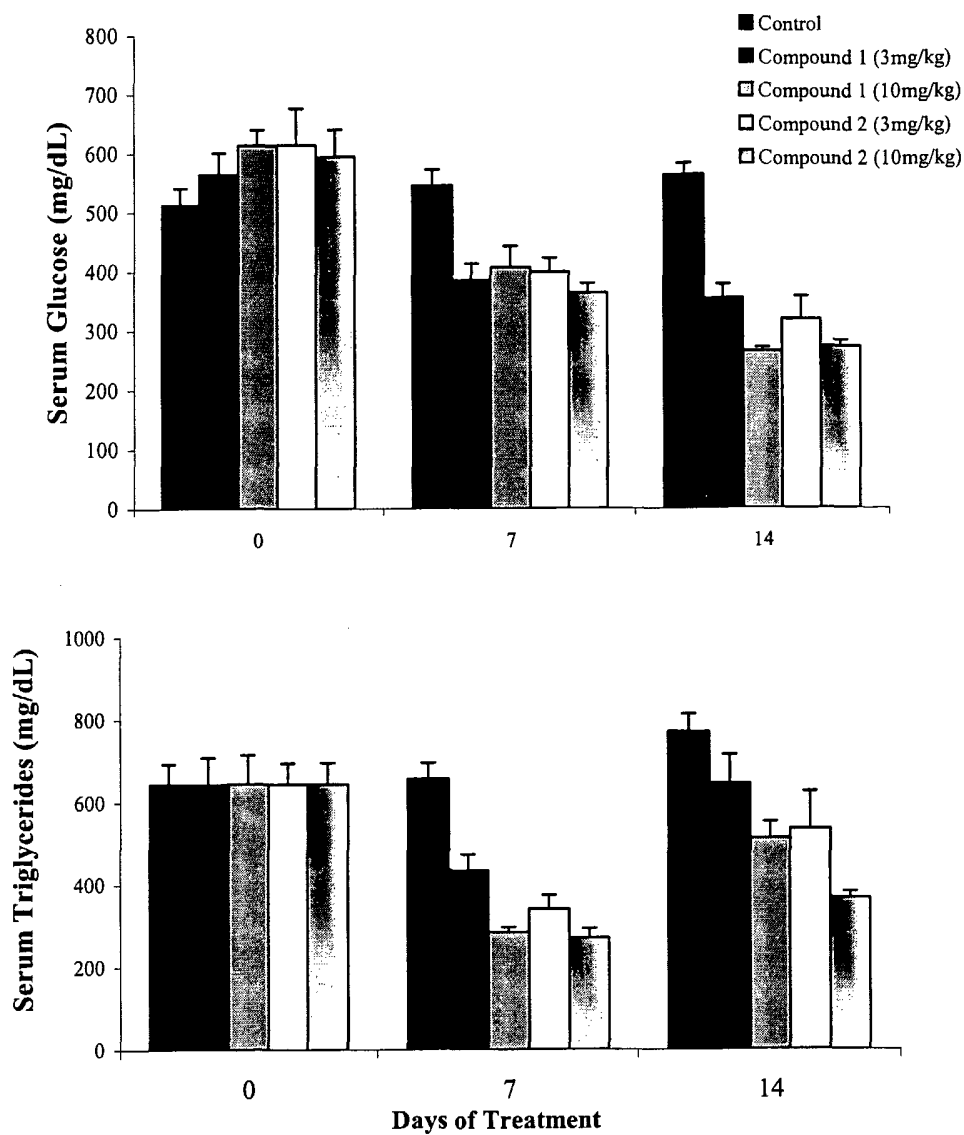 Control
Compound 1 (3mg/kg)
Compound 1 (10mg/kg)
Compound 2 (3mg/kg)
Compound 2 (10mg/kg)
Serum Glucose (mg/dL)
800
700
600
500
400
300
200
100
0
0 7 14
Serum Triglycerides (mg/dL)
1000
800
600
400
200
0
0 7 14
Days of Treatment